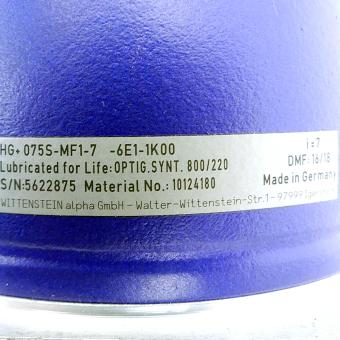 HG+ 075S-MF1-7 -6E1-1K00 i=7
Lubricated for Life: OPTIG.SYNT. 800/220 DMF: 16/18
S/N:5622875 Material No.: 10124180 Made in Germany
WITTENSTEIN alpha GmbH - Walter-Wittenstein-Str.1 - 97999